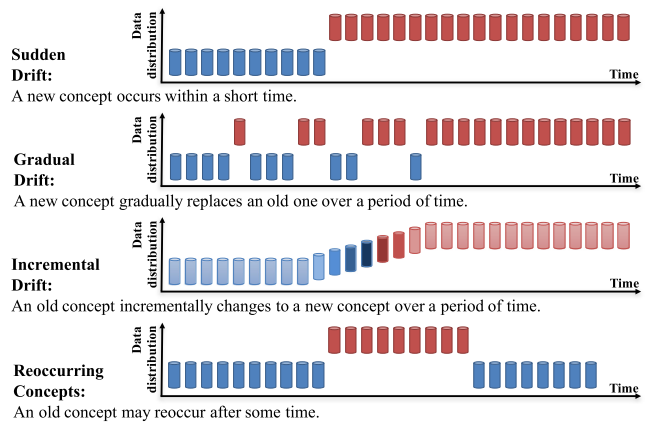 Data
distribution
Sudden
Drift:
Time
A new concept occurs within a short time.
Data
distribution
Gradual
Drift:
Time
A new concept gradually replaces an old one over a period of time.
Data
distribution
Incremental
Drift:
Time
An old concept incrementally changes to a new concept over a period of time.
Data
distribution
Reoccurring
Concepts:
Time
An old concept may reoccur after some time.